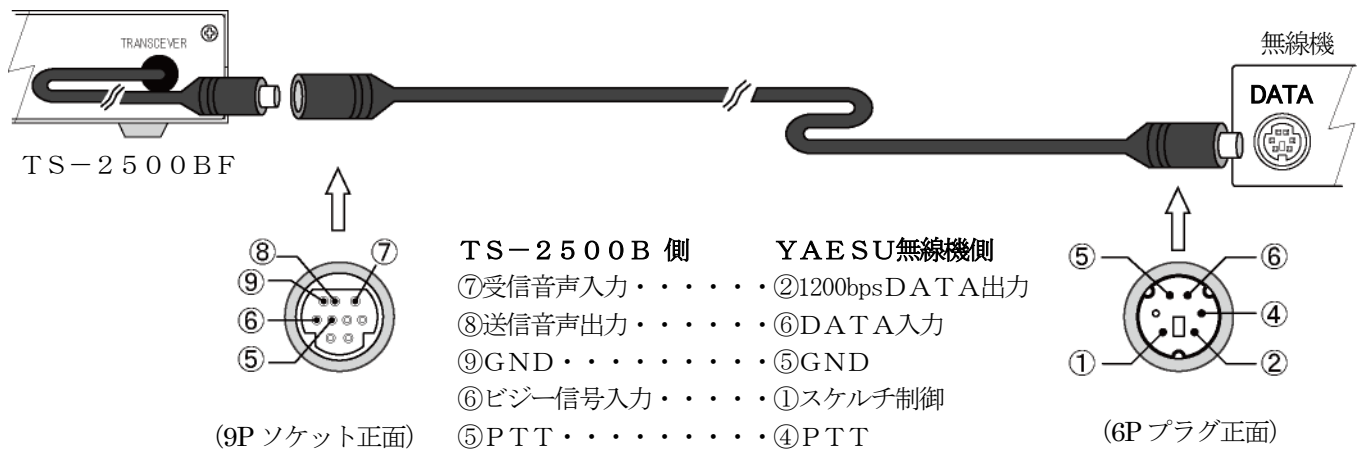 TRANSCEVER
無線機
DATA
ＴＳ－２５００ＢＦ
ＴＳ－２５００Ｂ 側　ＹＡＥＳＵ無線機側
⑦受信音声入力・・・・・・②1200bpsＤＡＴＡ出力
⑧送信音声出力・・・・・・⑥ＤＡＴＡ入力
⑨ＧＮＤ・・・・・・・・・⑤ＧＮＤ
⑥ビジー信号入力・・・・・①スケルチ制御
⑤ＰＴＴ・・・・・・・・・④ＰＴＴ
⑧ ⑦
⑨
⑥
⑤
(9P ソケット正面)
⑤ ⑥
④
① ②
(6P プラグ正面)